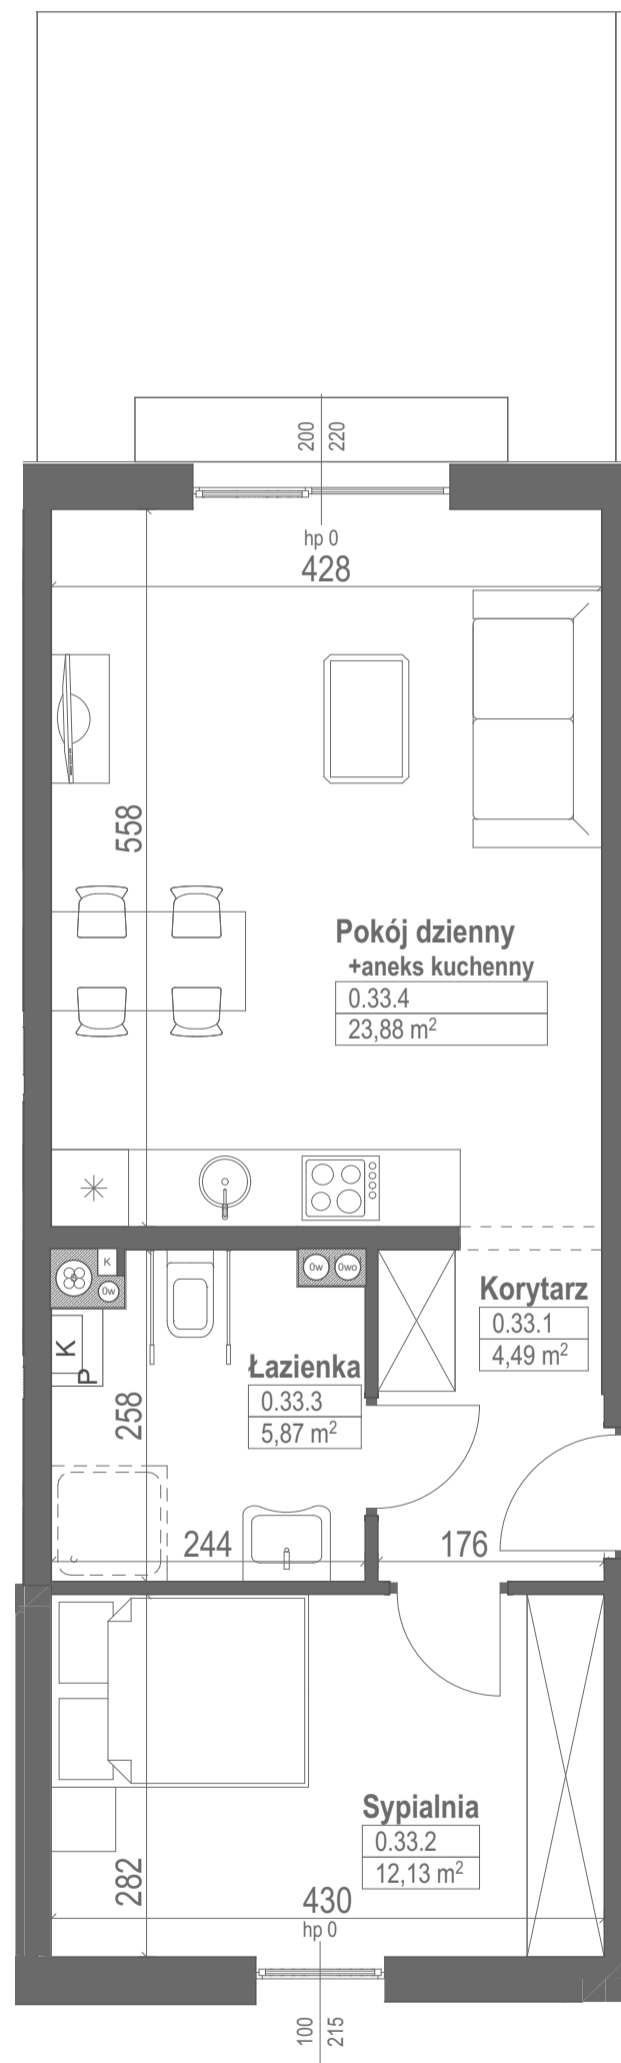 200
220
hp 0
428
558
Pokój dzienny
+aneks kuchenny
0.33.4
23,88 m²
K
0w
0w
0wo
Korytarz
0.33.1
4,49 m²
K
P
Łazienka
0.33.3
5,87 m²
258
244
176
Sypialnia
0.33.2
12,13 m²
282
430
hp 0
100
215